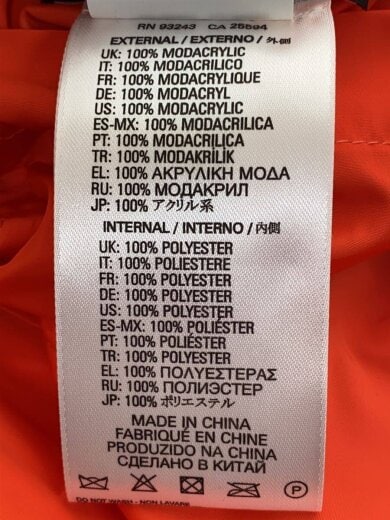 RN 93243 CA 25594
EXTERNAL / EXTERNO / 外側
UK: 100% MODACRYLIC
IT: 100% MODACRILICO
FR: 100% MODACRYLIQUE
DE: 100% MODACRYL
US: 100% MODACRYLIC
ES-MX: 100% MODACRILICA
PT: 100% MODACRILICA
TR: 100% MODAKRİLİK
EL: 100% ΑΚΡΥΛΙΚΗ ΜΟΔΑ
RU: 100% МОДАКРИЛ
JP: 100% アクリル系
INTERNAL / INTERNO / 内側
UK: 100% POLYESTER
IT: 100% POLIESTERE
FR: 100% POLYESTER
DE: 100% POLYESTER
US: 100% POLYESTER
ES-MX: 100% POLIÉSTER
PT: 100% POLIÉSTER
TR: 100% POLYESTER
EL: 100% ΠΟΛΥΕΣΤΕΡΑΣ
RU: 100% ПОЛИЭСТЕР
JP: 100% ポリエステル
MADE IN CHINA
FABRIQUÉ EN CHINE
PRODUZIDO NA CHINA
СДЕЛАНО В КИТАЙ
P
DO NOT WASH - NON LAVARE